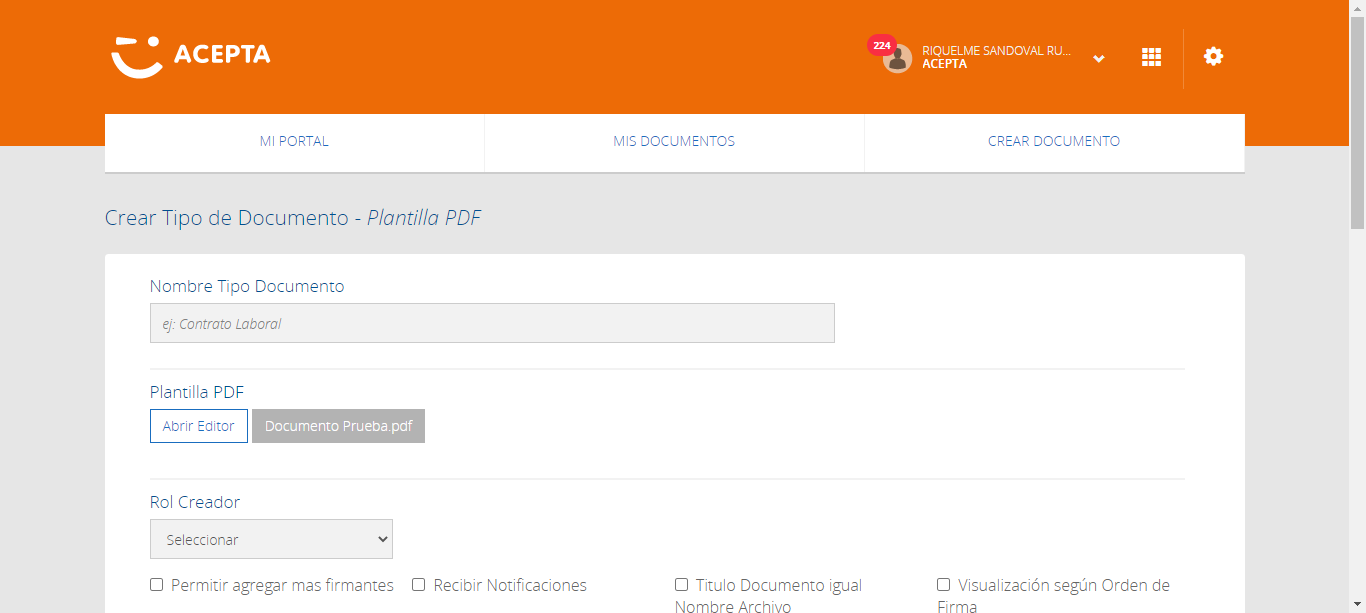 ACEPTA
224
RIQUELME SANDOVAL RU...
ACEPTA
MI PORTAL
MIS DOCUMENTOS
CREAR DOCUMENTO
Crear Tipo de Documento - Plantilla PDF
Nombre Tipo Documento
ej: Contrato Laboral
Plantilla PDF
Abrir Editor
Documento Prueba.pdf
Rol Creador
Seleccionar
Permitir agregar mas firmantes
Recibir Notificaciones
Titulo Documento igual
Nombre Archivo
Visualización según Orden de
Firma